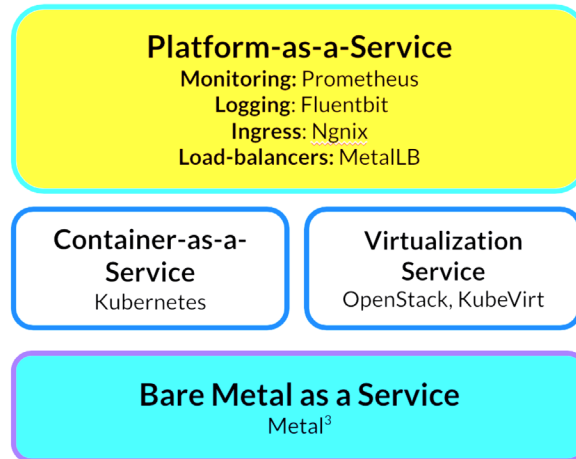 Platform-as-a-Service
Monitoring: Prometheus
Logging: Fluentbit
Ingress: Ngnix
Load-balancers: MetalLB
Container-as-a-
Service
Kubernetes
Virtualization
Service
OpenStack, KubeVirt
Bare Metal as a Service
Metal³